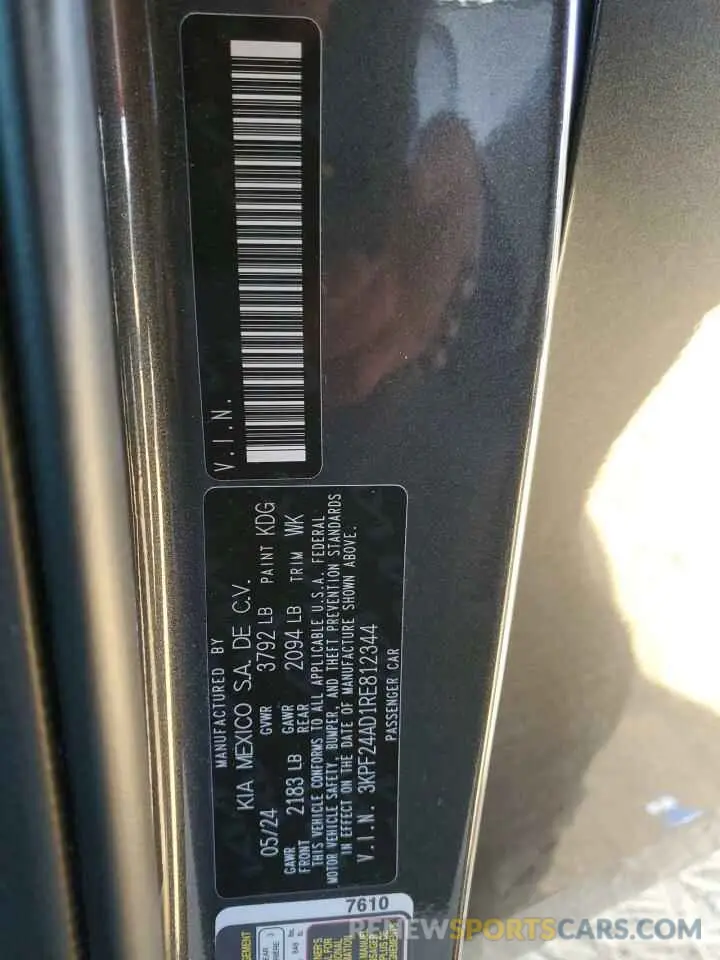 V.I.N.
MANUFACTURED BY
KIA MEXICO S.A. DE C.V.
05/24 GVWR 3792 LB PAINT KDG
GAWR FRONT 2183 LB GAWR REAR 2094 LB TRIM WK
THIS VEHICLE CONFORMS TO ALL APPLICABLE U.S.A. FEDERAL
MOTOR VEHICLE SAFETY, BUMPER, AND THEFT PREVENTION STANDARDS
IN EFFECT ON THE DATE OF MANUFACTURE SHOWN ABOVE.
V.I.N. 3KPF24AD1RE812344
PASSENGER CAR
7610
RENEWSPORTSCARS.COM